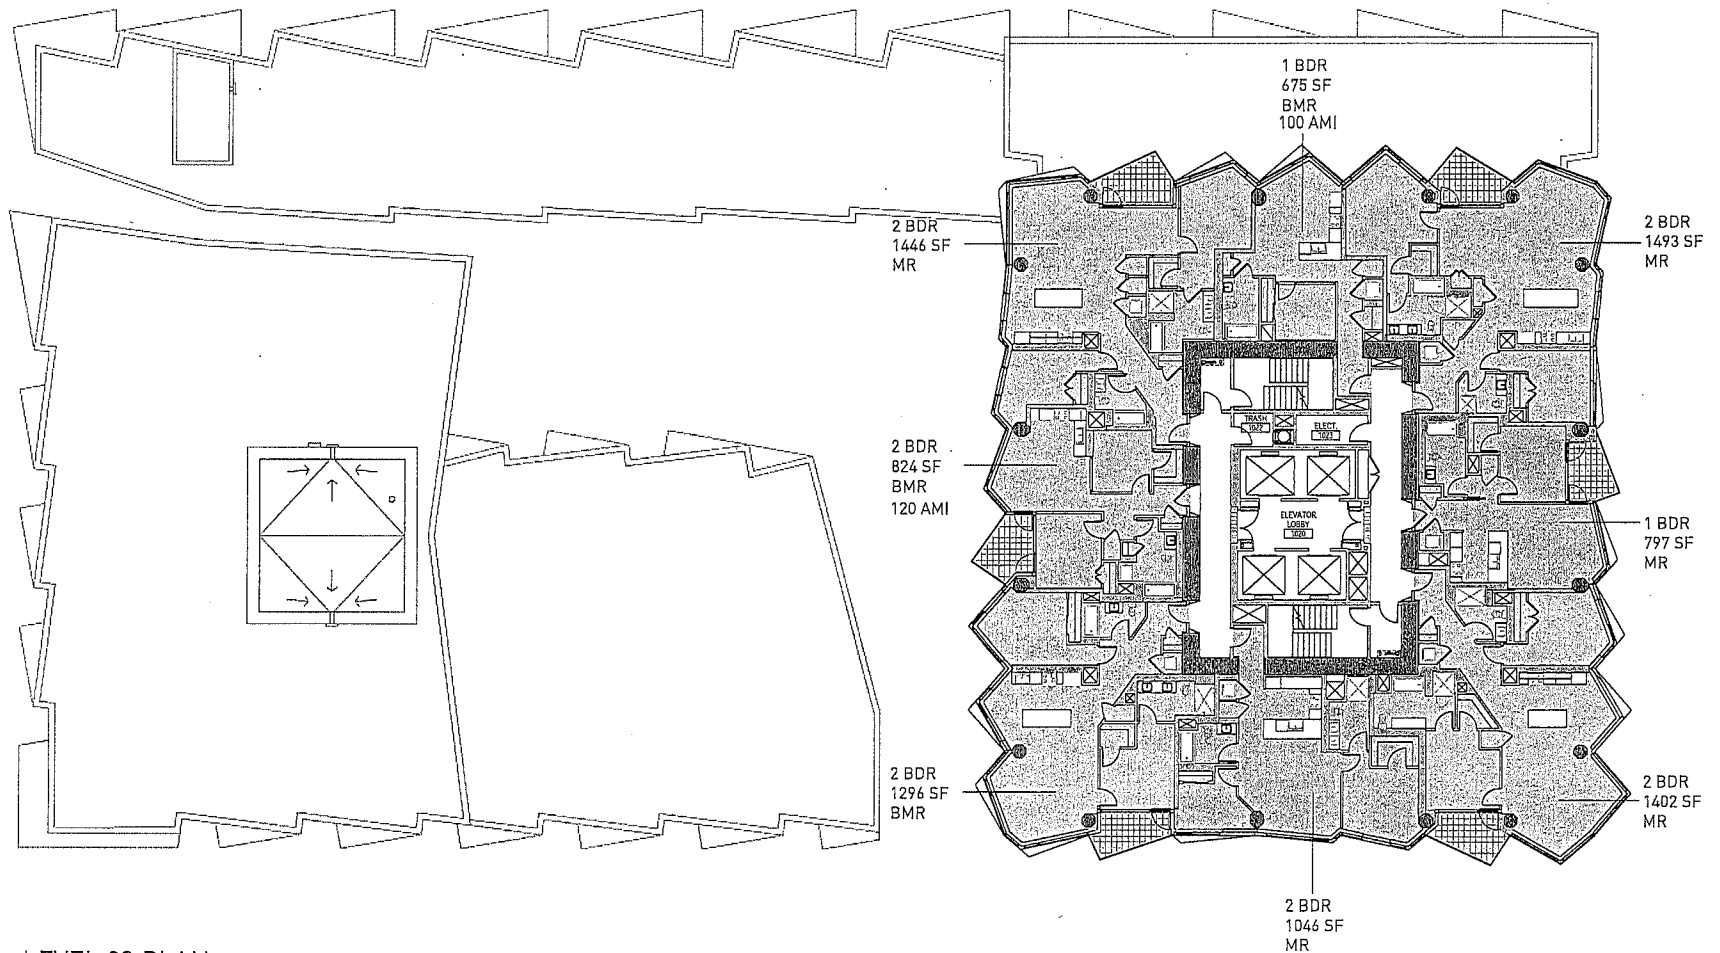 1 BDR
675 SF
BMR
100 AMI
2 BDR
1446 SF
MR
2 BDR
1493 SF
MR
TRASH
1022
ELECT.
1023
2 BDR
824 SF
BMR
120 AMI
ELEVATOR
LOBBY
1020
1 BDR
797 SF
MR
2 BDR
1296 SF
BMR
2 BDR
1402 SF
MR
2 BDR
1046 SF
MR